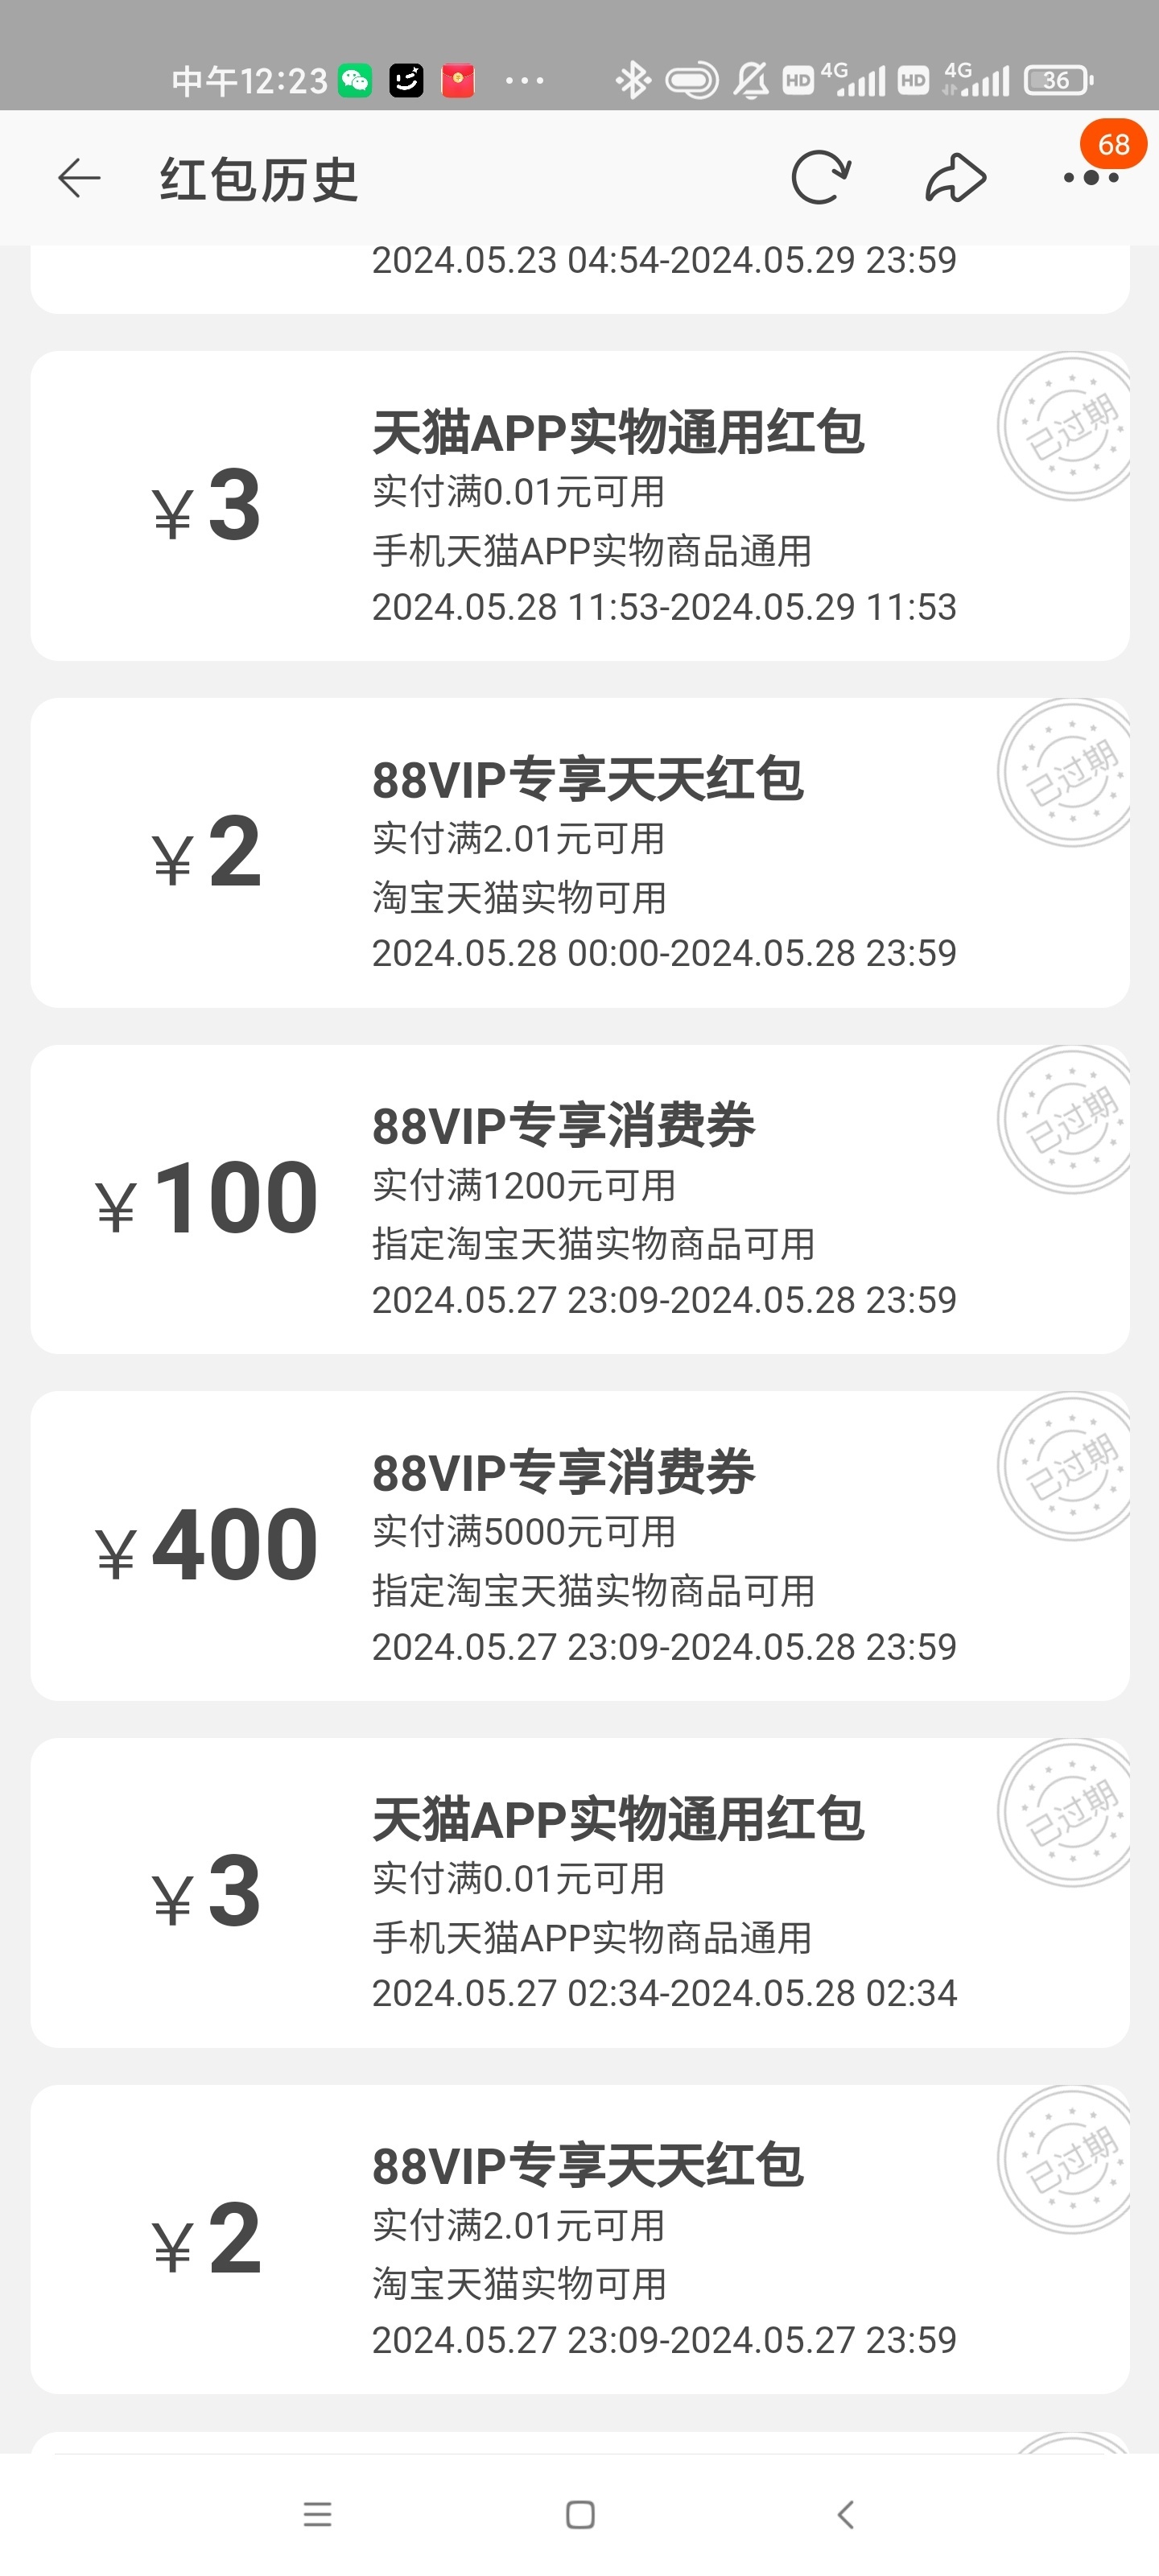 中午12:23 ... HD 4G HD 4G 36
红包历史
68
2024.05.23 04:54-2024.05.29 23:59
天猫APP实物通用红包
已过期
¥3
实付满0.01元可用
手机天猫APP实物商品通用
2024.05.28 11:53-2024.05.29 11:53
88VIP专享天天红包
已过期
¥2
实付满2.01元可用
淘宝天猫实物可用
2024.05.28 00:00-2024.05.28 23:59
88VIP专享消费券
已过期
¥100
实付满1200元可用
指定淘宝天猫实物商品可用
2024.05.27 23:09-2024.05.28 23:59
88VIP专享消费券
已过期
¥400
实付满5000元可用
指定淘宝天猫实物商品可用
2024.05.27 23:09-2024.05.28 23:59
天猫APP实物通用红包
已过期
¥3
实付满0.01元可用
手机天猫APP实物商品通用
2024.05.27 02:34-2024.05.28 02:34
88VIP专享天天红包
已过期
¥2
实付满2.01元可用
淘宝天猫实物可用
2024.05.27 23:09-2024.05.27 23:59